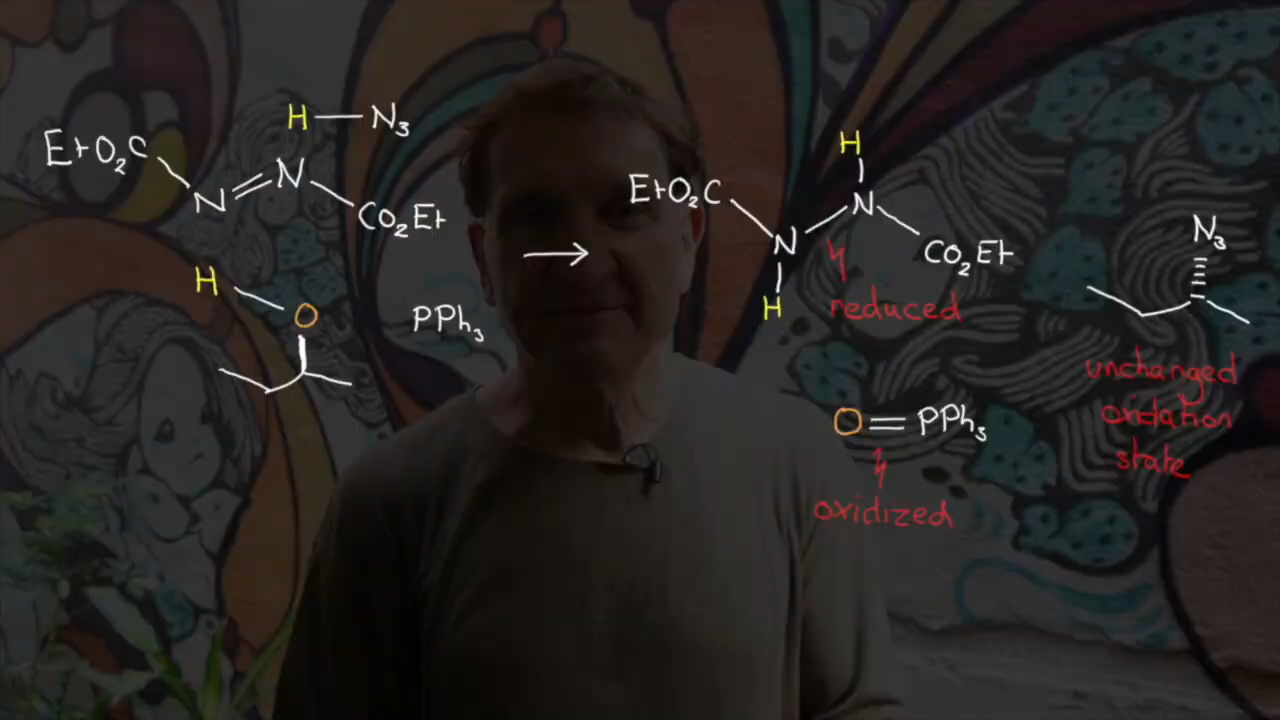 H — N₃
EtO₂C
N = N
CO₂Et
H
O
PPh₃
→
H
EtO₂C
N
N
CO₂Et
H
reduced
O = PPh₃
oxidized
N₃
unchanged
oxidation
state